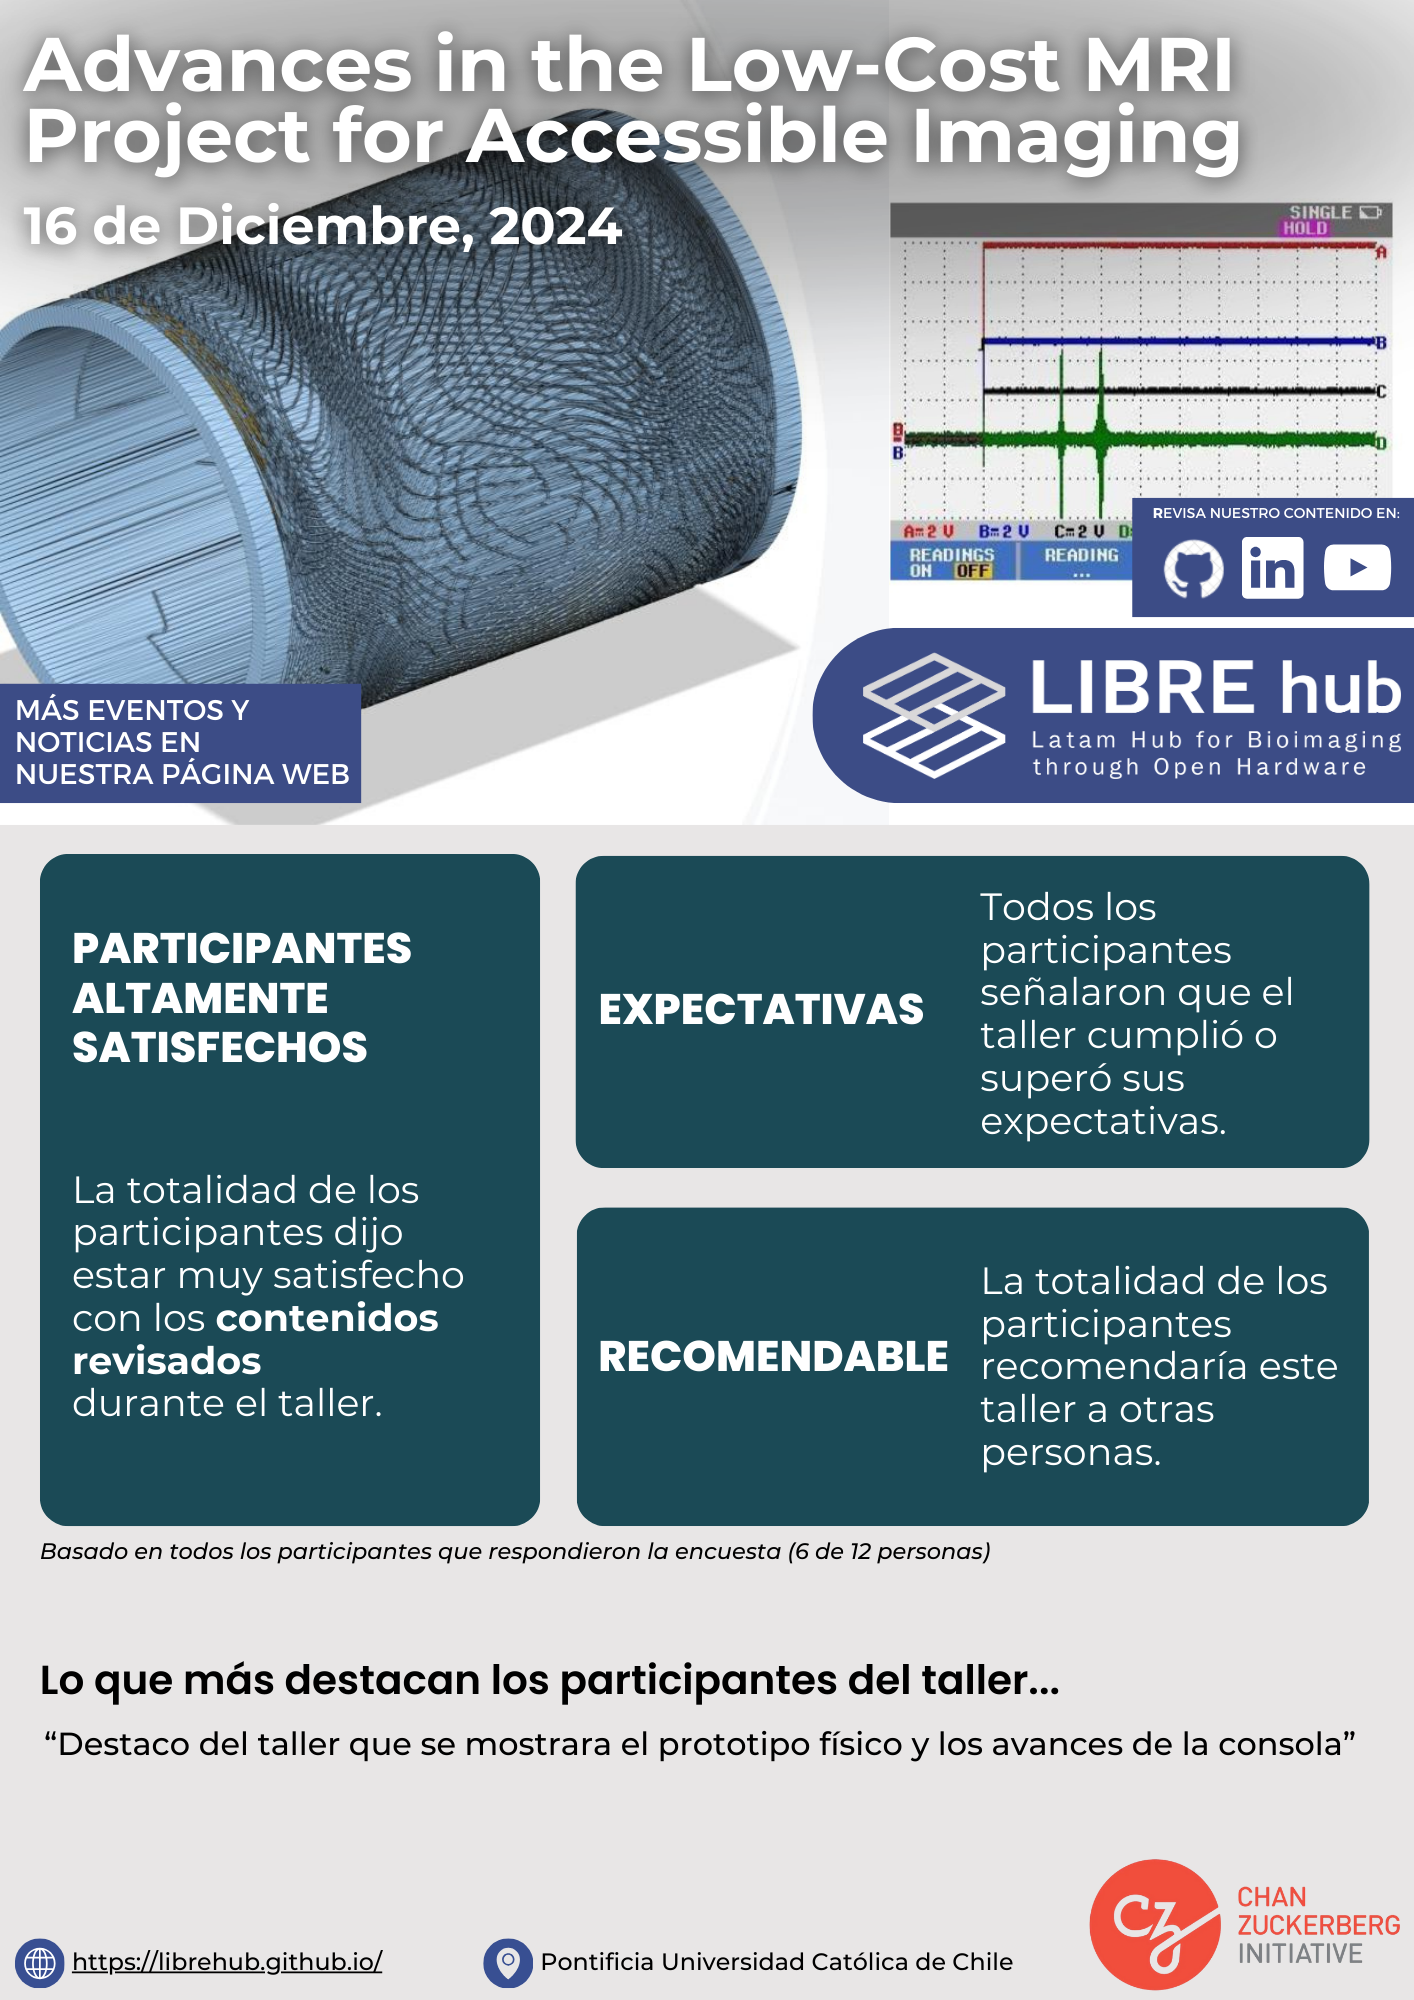 Advances in the Low-Cost MRI
Project for Accessible Imaging
16 de Diciembre, 2024
SINGLE
HOLD
A
B
C
D
B
B
A=2 V B=2 V C=2 V D=
READINGS
ON OFF
READING
...
REVISA NUESTRO CONTENIDO EN:
in
LIBRE hub
Latam Hub for Bioimaging
through Open Hardware
MÁS EVENTOS Y
NOTICIAS EN
NUESTRA PÁGINA WEB
PARTICIPANTES
ALTAMENTE
SATISFECHOS
La totalidad de los
participantes dijo
estar muy satisfecho
con los contenidos
revisados
durante el taller.
EXPECTATIVAS
Todos los
participantes
señalaron que el
taller cumplió o
superó sus
expectativas.
RECOMENDABLE
La totalidad de los
participantes
recomendaría este
taller a otras
personas.
Basado en todos los participantes que respondieron la encuesta (6 de 12 personas)
Lo que más destacan los participantes del taller...
“Destaco del taller que se mostrara el prototipo físico y los avances de la consola”
https://librehub.github.io/
Pontificia Universidad Católica de Chile
cz
CHAN
ZUCKERBERG
INITIATIVE